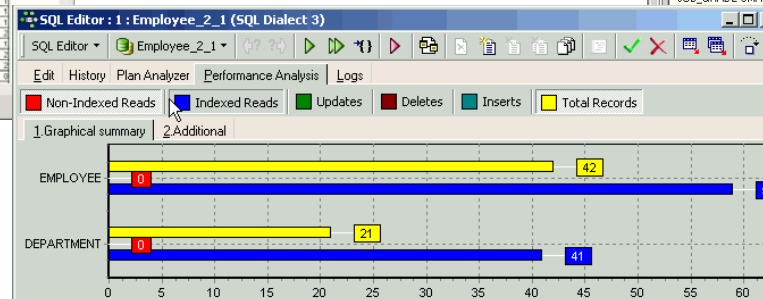 SQL Editor : 1 : Employee_2_1 (SQL Dialect 3)
SQL Editor Employee_2_1
Edit History Plan Analyzer Performance Analysis Logs
Non-Indexed Reads Indexed Reads Updates Deletes Inserts Total Records
1.Graphical summary 2.Additional
42
EMPLOYEE 0
21
DEPARTMENT 0
41
0 5 10 15 20 25 30 35 40 45 50 55 60